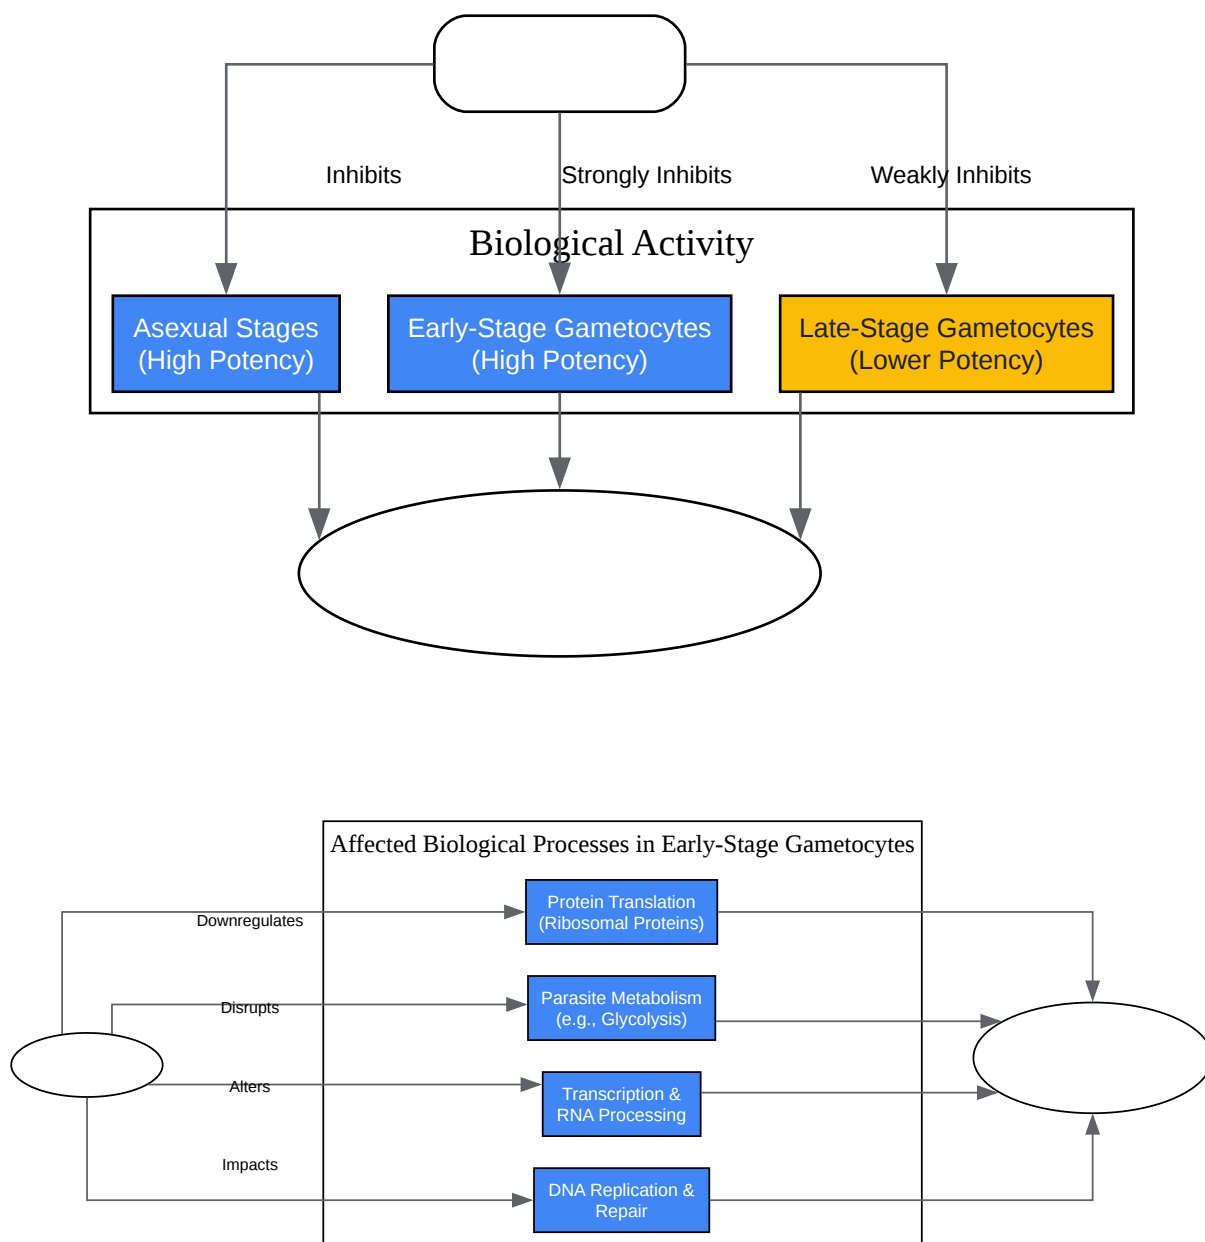 Inhibits
Strongly Inhibits
Weakly Inhibits
Biological Activity
Asexual Stages
(High Potency)
Early-Stage Gametocytes
(High Potency)
Late-Stage Gametocytes
(Lower Potency)
Affected Biological Processes in Early-Stage Gametocytes
Downregulates
Protein Translation
(Ribosomal Proteins)
Disrupts
Parasite Metabolism
(e.g., Glycolysis)
Alters
Transcription &
RNA Processing
Impacts
DNA Replication &
Repair